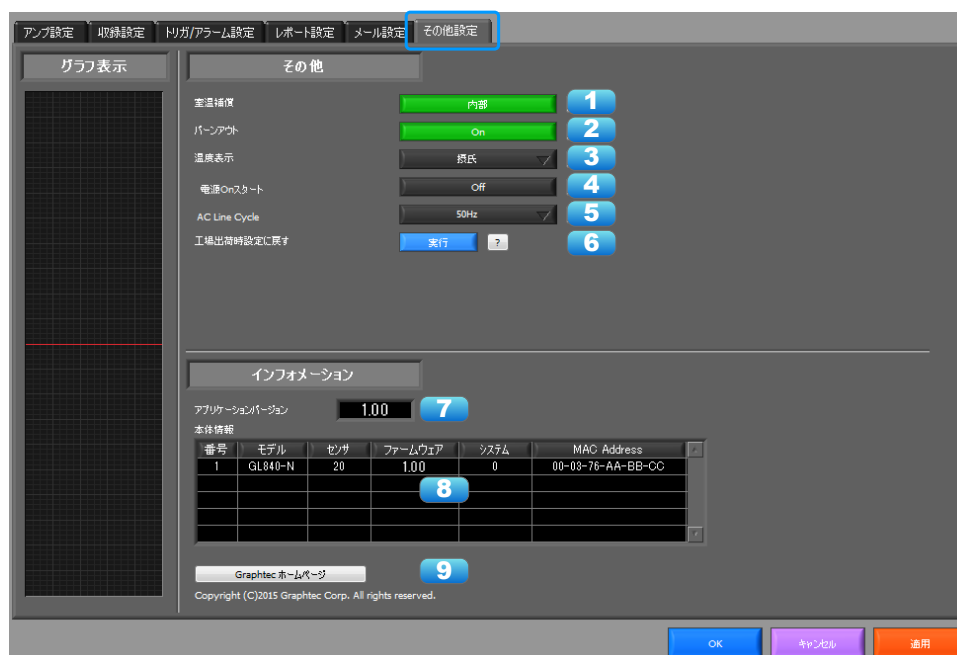 アンプ設定 収録設定 トリガ/アラーム設定 レポート設定 メール設定 その他設定
グラフ表示
その他
室温補償 内部 1
バーンアウト On 2
温度表示 摂氏 3
電源Onスタート Off 4
AC Line Cycle 50Hz 5
工場出荷時設定に戻す 実行 ? 6
インフォメーション
アプリケーションバージョン 1.00 7
本体情報
番号 モデル センサ ファームウェア システム MAC Address
1 GL840-N 20 1.00 0 00-03-76-AA-BB-CC
8
Graphtec ホームページ 9
Copyright (C)2015 Graphtec Corp. All rights reserved.
OK キャンセル 適用